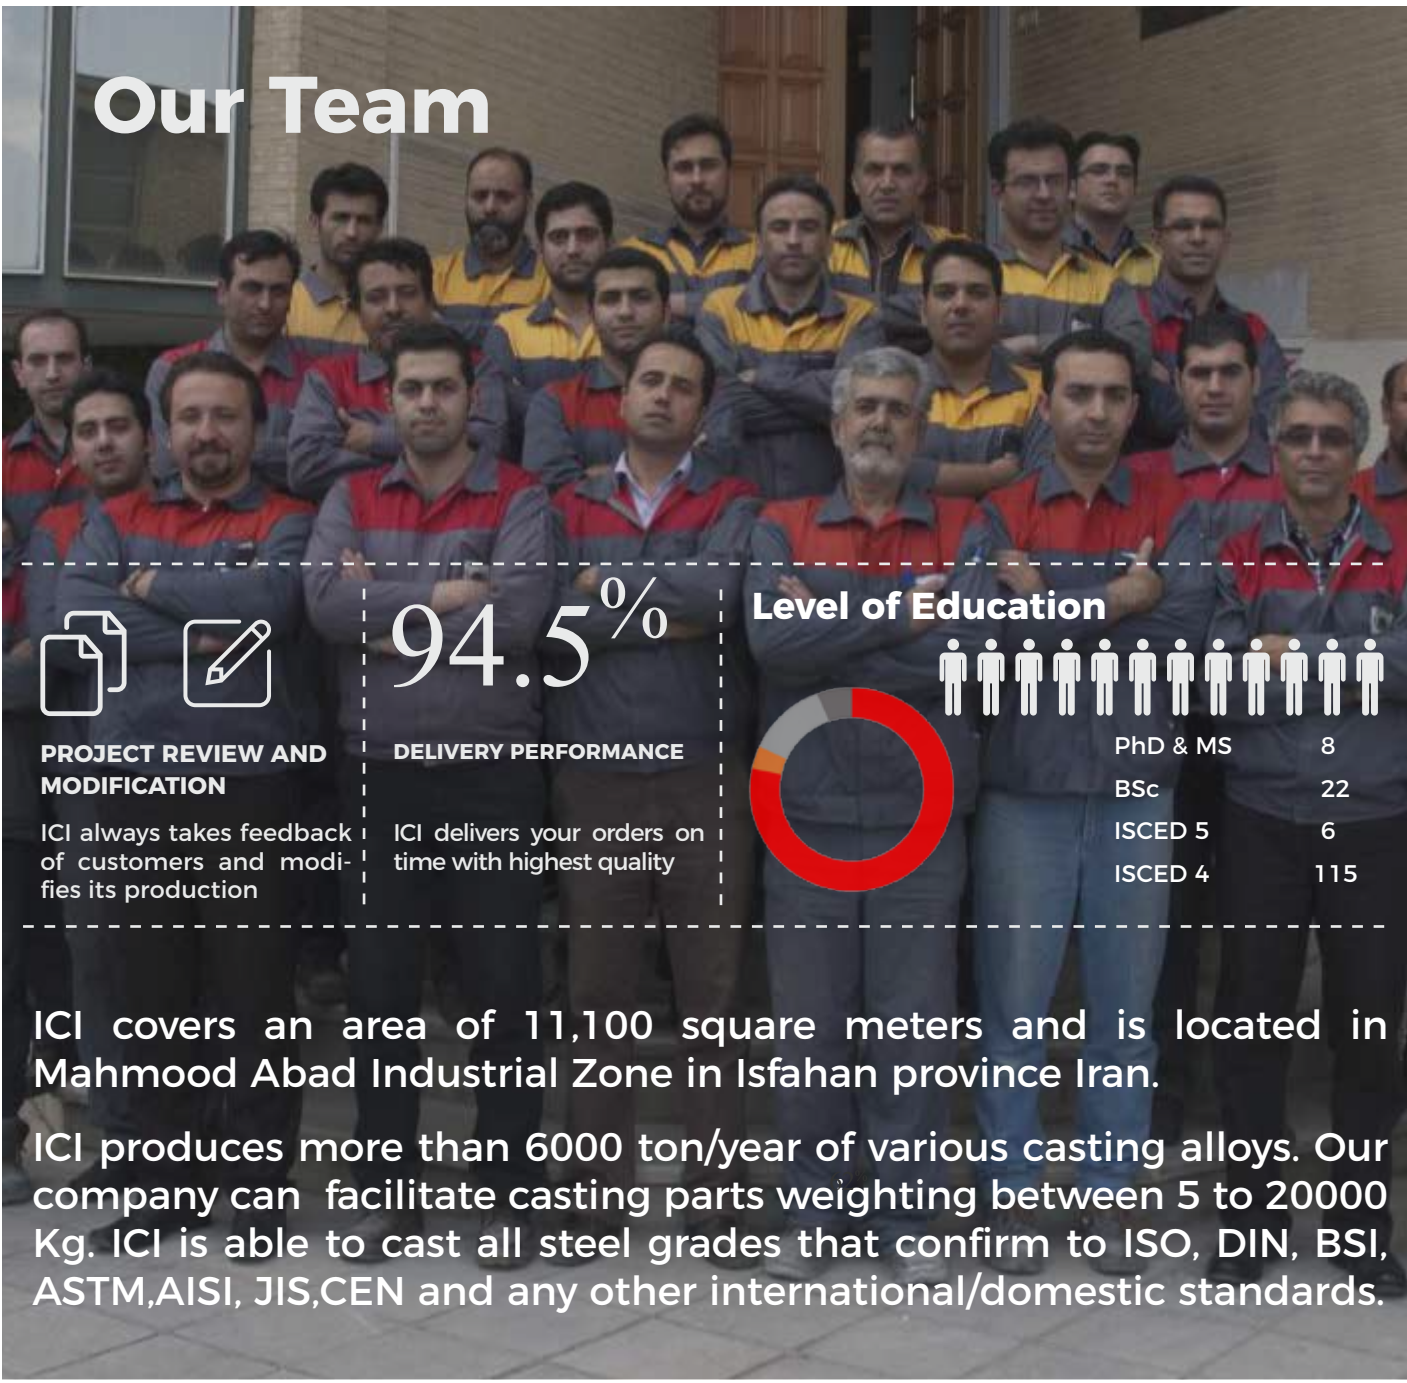 Our Team
PROJECT REVIEW AND
MODIFICATION
ICI always takes feedback
of customers and modi-
fies its production
94.5%
DELIVERY PERFORMANCE
ICI delivers your orders on
time with highest quality
Level of Education
PhD & MS 8
BSc 22
ISCED 5 6
ISCED 4 115
ICI covers an area of 11,100 square meters and is located in
Mahmood Abad Industrial Zone in Isfahan province Iran.
ICI produces more than 6000 ton/year of various casting alloys. Our
company can facilitate casting parts weighting between 5 to 20000
Kg. ICI is able to cast all steel grades that confirm to ISO, DIN, BSI,
ASTM,AISI, JIS,CEN and any other international/domestic standards.